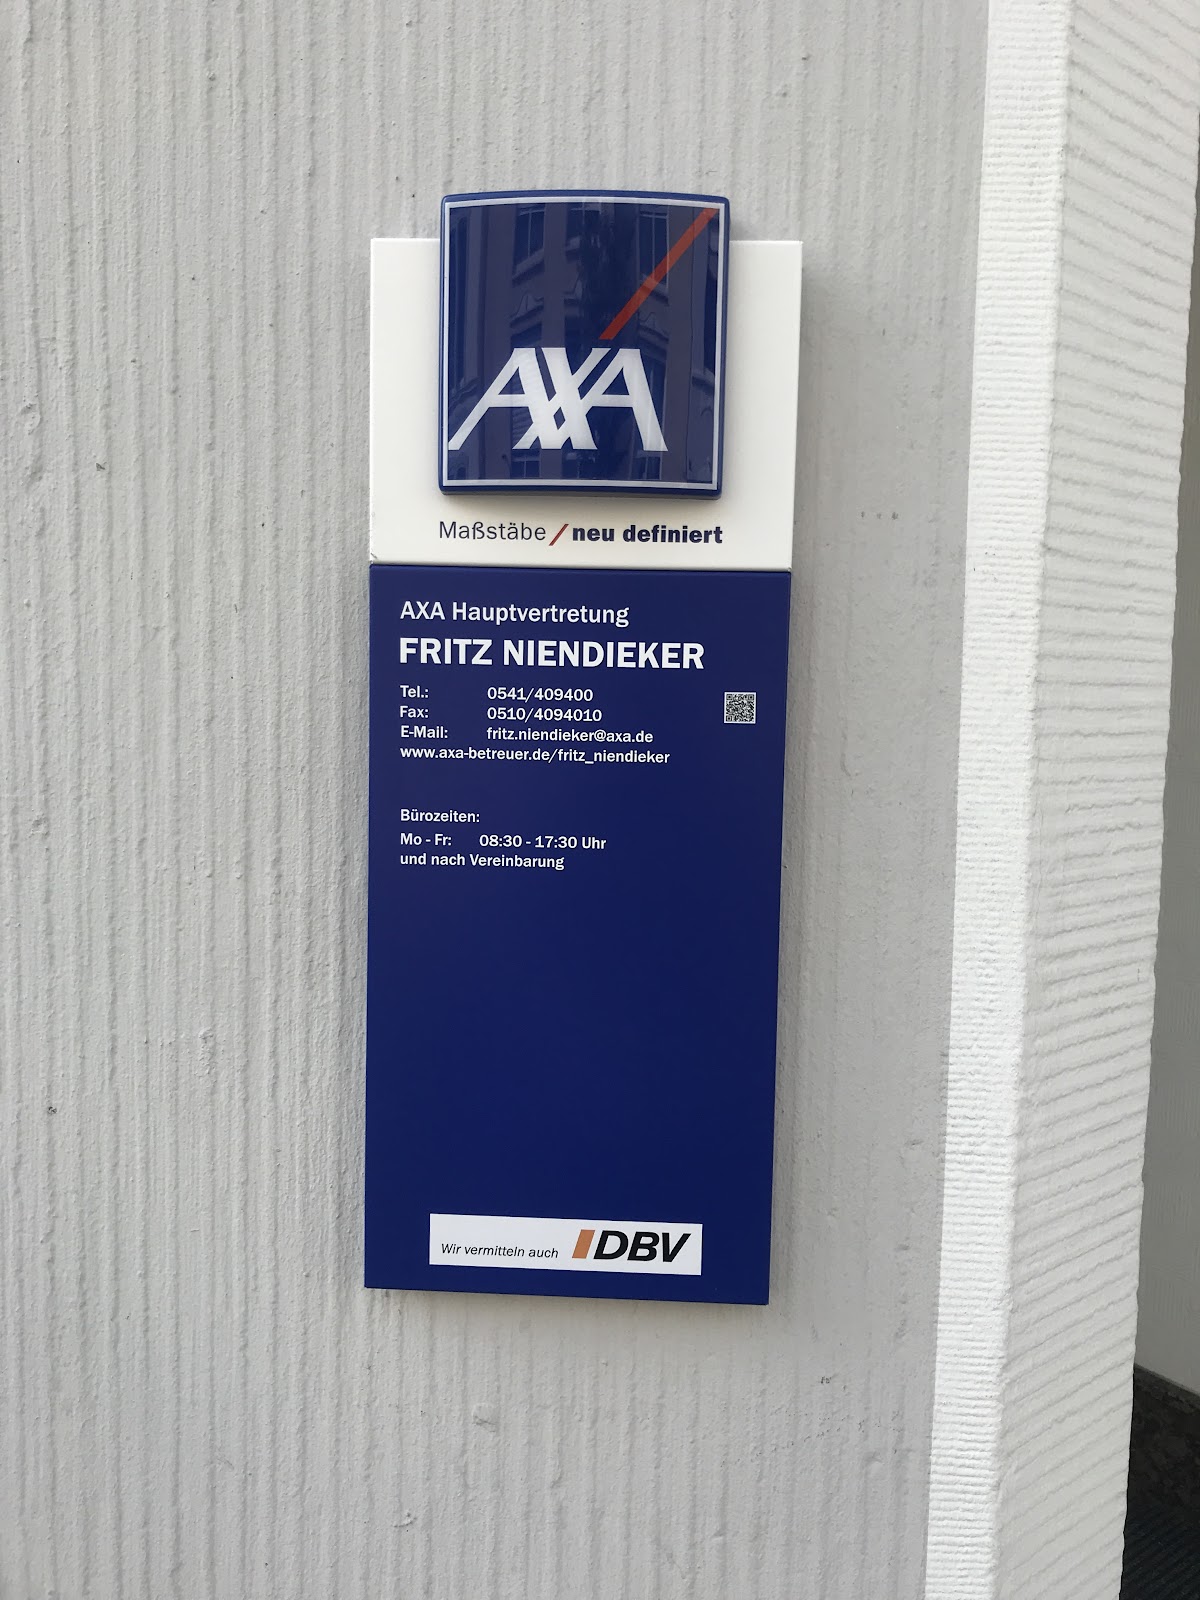 AXA
Maßstäbe / neu definiert
AXA Hauptvertretung
FRITZ NIENDIEKER
Tel.: 0541/409400
Fax: 0510/4094010
E-Mail: fritz.niendieker@axa.de
www.axa-betreuer.de/fritz_niendieker
Bürozeiten:
Mo - Fr: 08:30 - 17:30 Uhr
und nach Vereinbarung
Wir vermitteln auch DBV